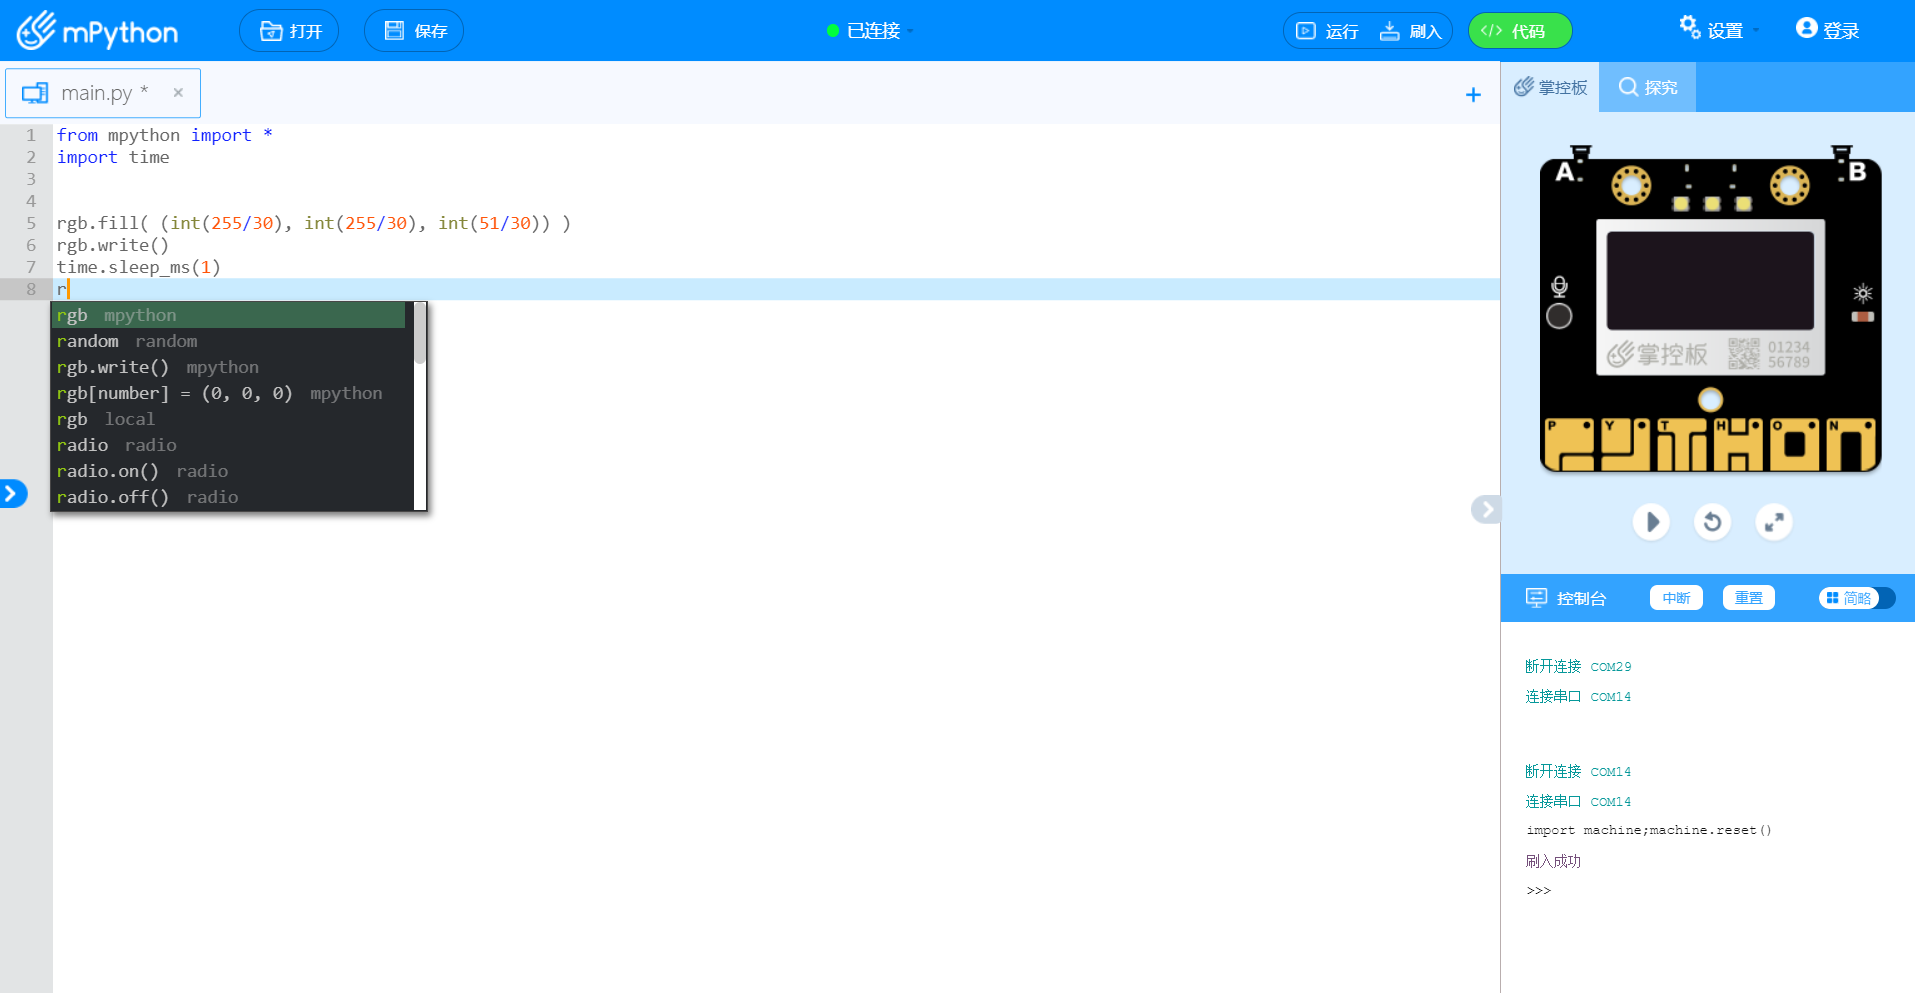 mPython
打开
保存
已连接
运行
刷入
</> 代码
设置
登录
main.py *
掌控板
探究
1 from mpython import *
2 import time
3
4
5 rgb.fill( (int(255/30), int(255/30), int(51/30)) )
6 rgb.write()
7 time.sleep_ms(1)
8 r
rgb mpython
random random
rgb.write() mpython
rgb[number] = (0, 0, 0) mpython
rgb local
radio radio
radio.on() radio
radio.off() radio
A
B
掌控板
01234
56789
P Y T H O N
控制台
中断
重置
简略
断开连接 COM29
连接串口 COM14
断开连接 COM14
连接串口 COM14
import machine;machine.reset()
刷入成功
>>>